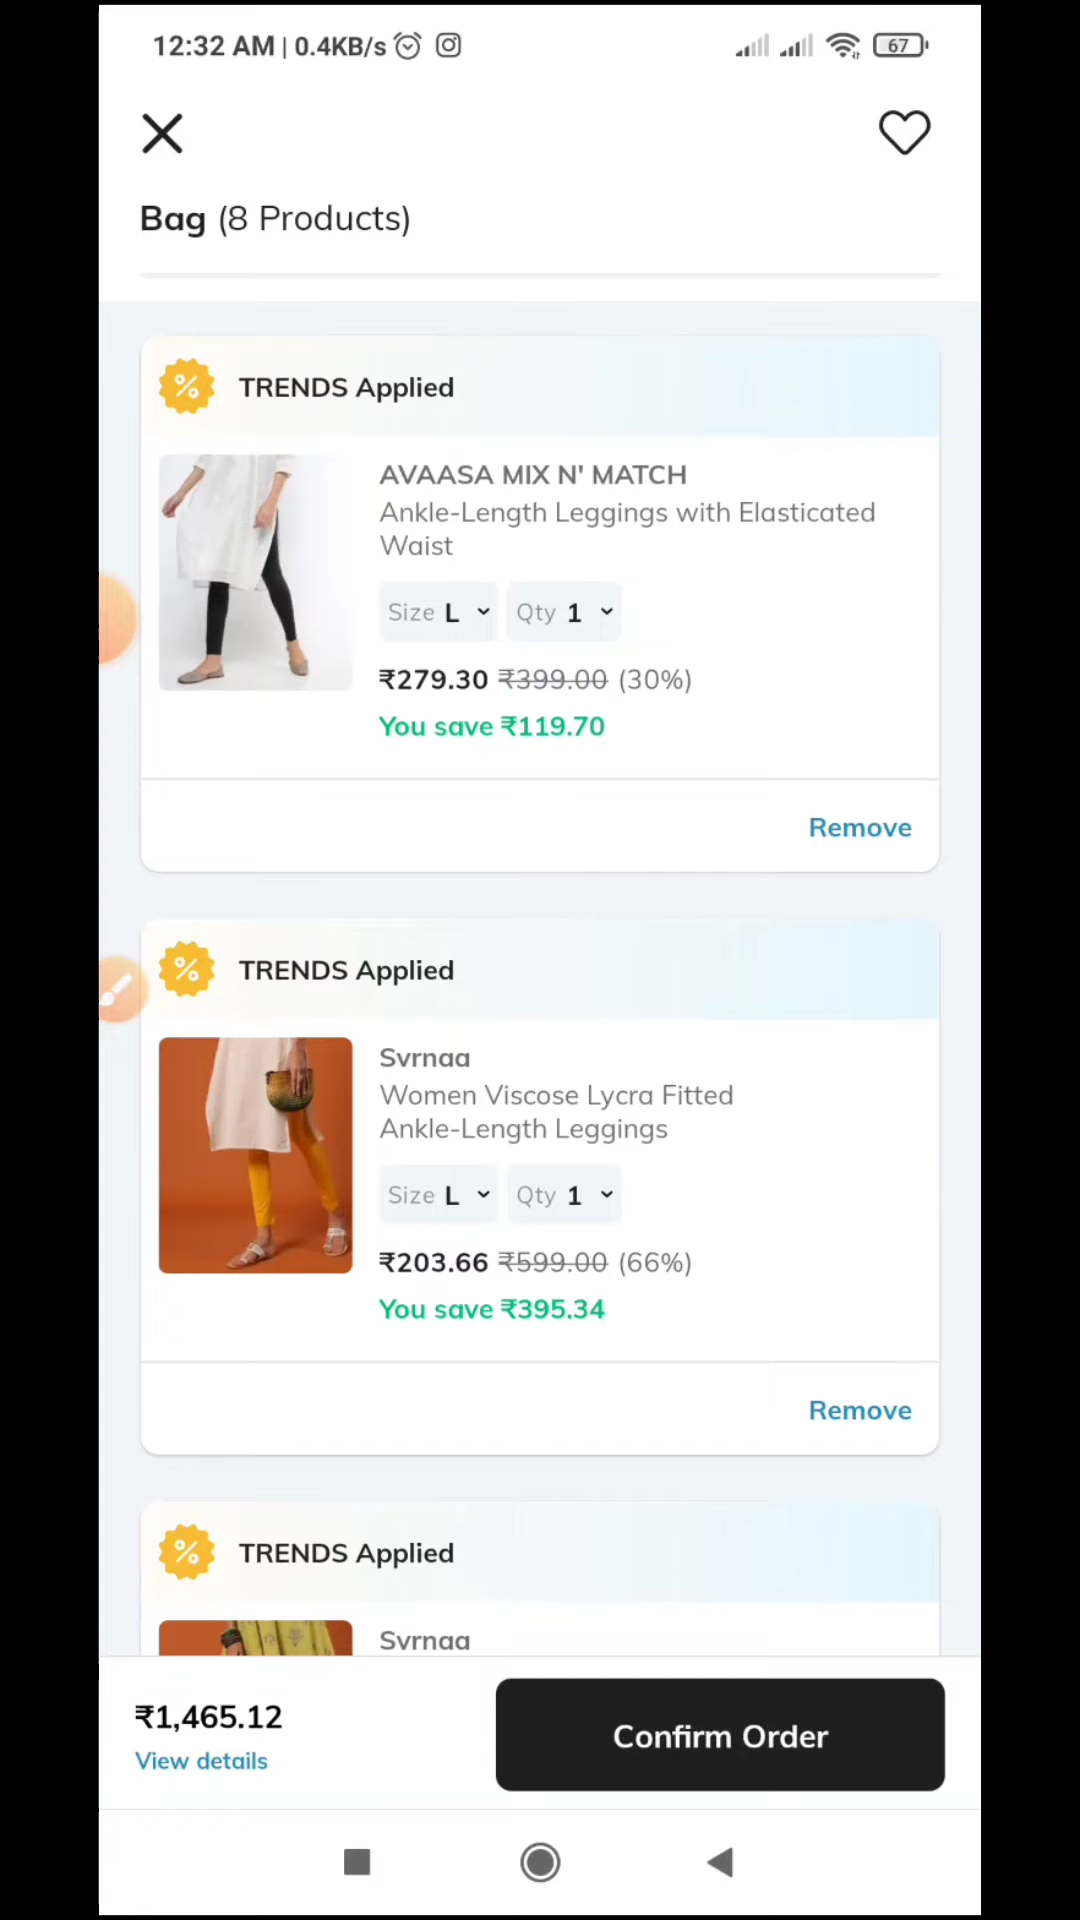 12:32 AM | 0.4KB/s
67
Bag (8 Products)
% TRENDS Applied
AVAASA MIX N' MATCH
Ankle-Length Leggings with Elasticated
Waist
Size L Qty 1
₹279.30 ₹399.00 (30%)
You save ₹119.70
Remove
% TRENDS Applied
Svrnaa
Women Viscose Lycra Fitted
Ankle-Length Leggings
Size L Qty 1
₹203.66 ₹599.00 (66%)
You save ₹395.34
Remove
% TRENDS Applied
Svrnaa
₹1,465.12
View details
Confirm Order